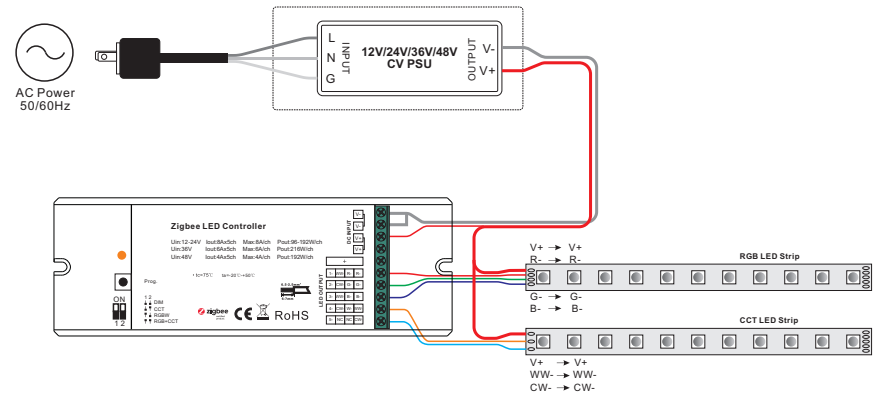 AC Power
50/60Hz
L
N
G
INPUT
12V/24V/36V/48V
CV PSU
OUTPUT
V-
V+
Zigbee LED Controller
Uin:12-24V Iout:8Ax5ch Max:6A/ch Pout:96-192W/ch
Uin:36V Iout:6Ax5ch Max:6A/ch Pout:216W/ch
Uin:48V Iout:4Ax5ch Max:4A/ch Pout:192W/ch
Prog.
ON
1 2
1 2
DIM
CCT
RGBW
RGB+CCT
zigbee
CE
RoHS
DC INPUT
V-
V-
V+
V+
+
LED OUTPUT
V+ → V+
R- → R-
RGB LED Strip
G- → G-
B- → B-
CCT LED Strip
V+ → V+
WW- → WW-
CW- → CW-